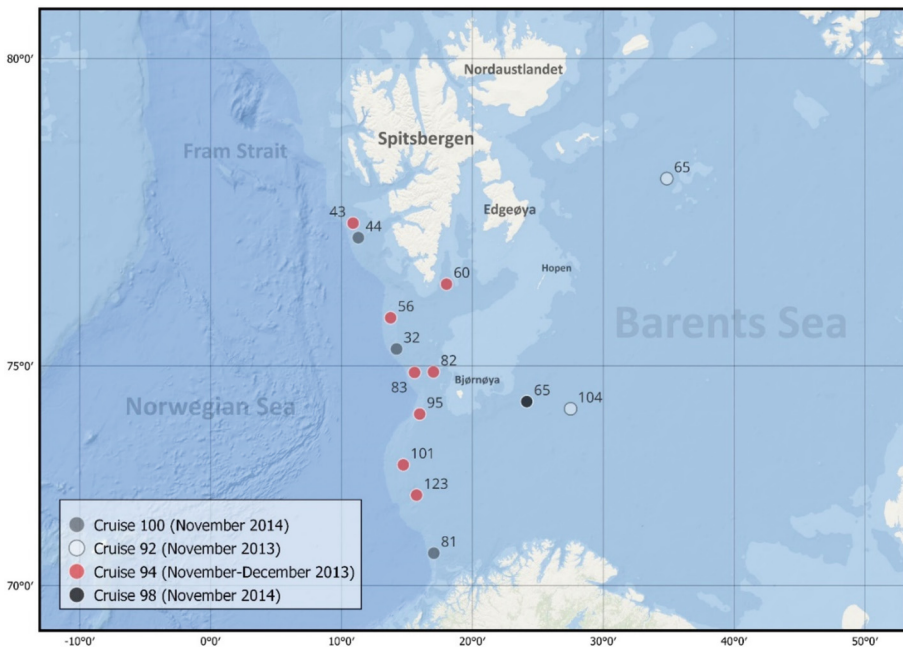 80°0′
Nordaustlandet
Spitsbergen
Fram Strait
65
Edgeøya
43
44
60
Hopen
56
Barents Sea
32
75°0′
82
83
Bjørnøya
65
104
Norwegian Sea
95
101
123
Cruise 100 (November 2014)
Cruise 92 (November 2013)
Cruise 94 (November-December 2013)
Cruise 98 (November 2014)
81
70°0′
-10°0′
0°0′
10°0′
20°0′
30°0′
40°0′
50°0′